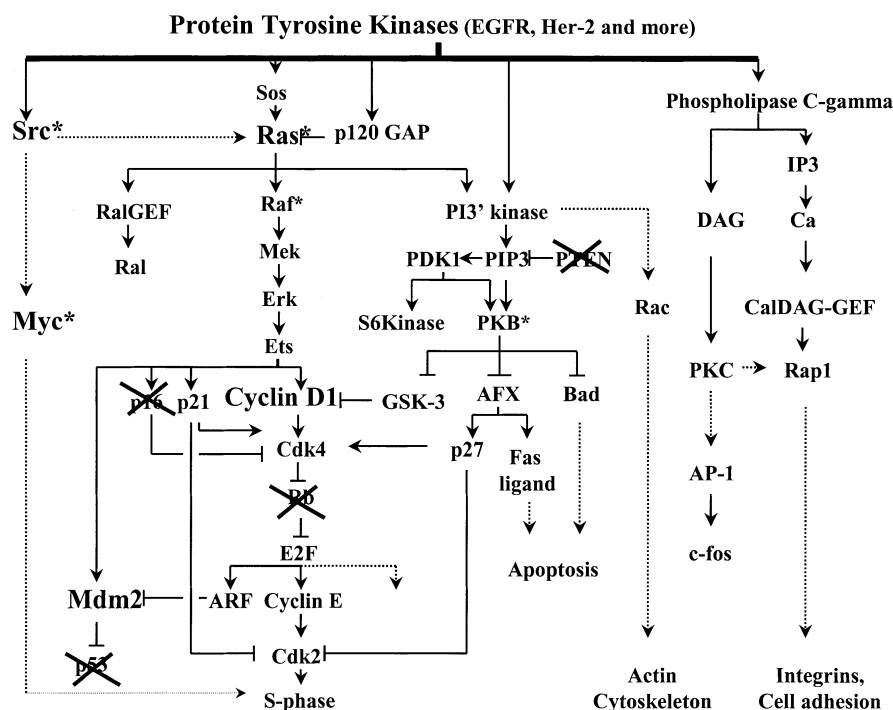 Protein Tyrosine Kinases (EGFR, Her-2 and more)
Sos
Phospholipase C-gamma
Src*
Ras*
p120 GAP
IP3
RalGEF
Raf*
PI3' kinase
DAG
Ca
Ral
Mek
PDK1
PIP3
PTEN
Erk
Rac
CalDAG-GEF
Myc*
S6Kinase
PKB*
Ets
PKC
Rap1
p16
p21
Cyclin D1
GSK-3
AFX
Bad
Cdk4
p27
Fas
ligand
AP-1
Rb
E2F
c-fos
Apoptosis
Mdm2
ARF
Cyclin E
p53
Cdk2
S-phase
Actin
Cytoskeleton
Integrins,
Cell adhesion